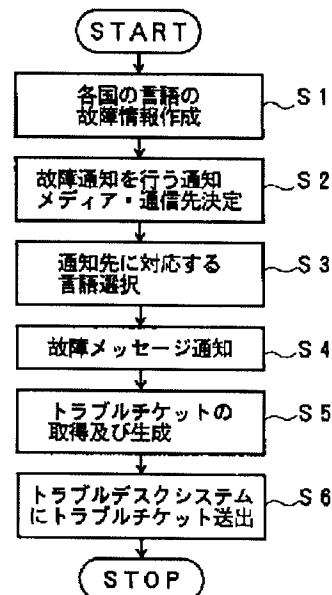 START
各国の言語の
故障情報作成
S1
故障通知を行う通知
メディア・通信先決定
S2
通知先に対応する
言語選択
S3
故障メッセージ通知
S4
トラブルチケットの
取得及び生成
S5
トラブルデスクシステム
にトラブルチケット送出
S6
STOP